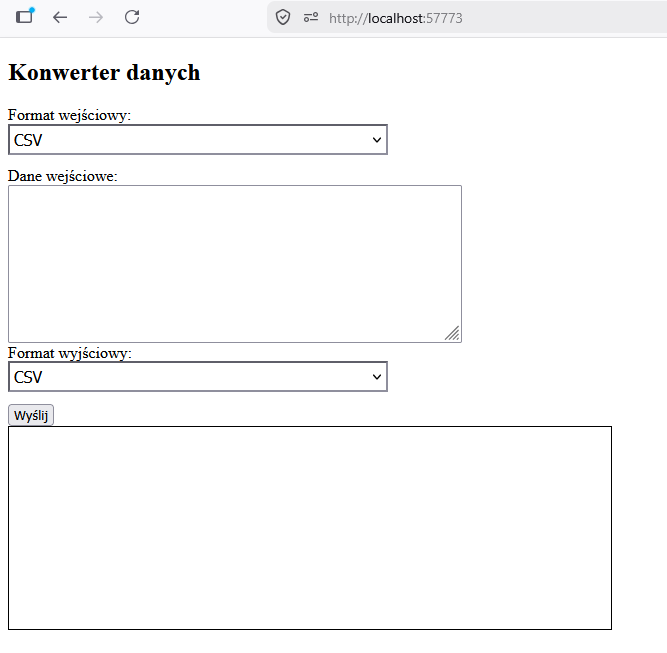 http://localhost:57773
Konwerter danych
Format wejściowy:
CSV
Dane wejściowe:
Format wyjściowy:
CSV
Wyślij